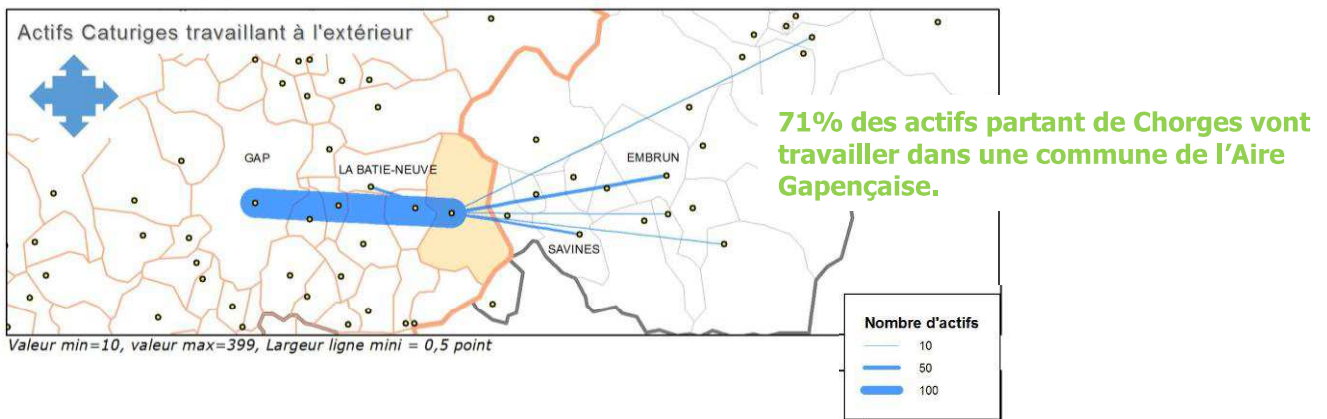 Actifs Caturiges travaillant à l'extérieur
GAP
LA BATIE-NEUVE
EMBRUN
SAVINES
71% des actifs partant de Chorges vont
travailler dans une commune de l’Aire
Gapençaise.
Nombre d'actifs
10
50
100
Valeur min=10, valeur max=399, Largeur ligne mini = 0,5 point